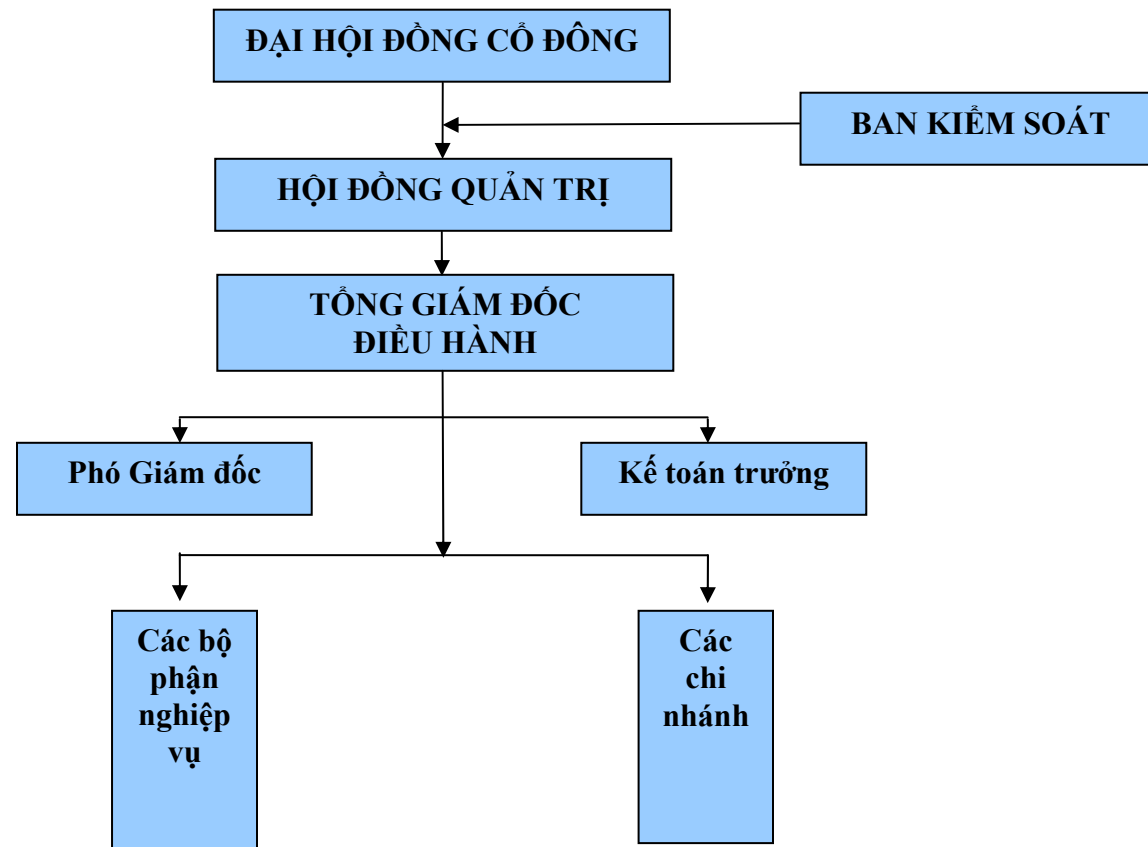 ĐẠI HỘI ĐỒNG CỔ ĐÔNG
BAN KIỂM SOÁT
HỘI ĐỒNG QUẢN TRỊ
TỔNG GIÁM ĐỐC
ĐIỀU HÀNH
Phó Giám đốc
Kế toán trưởng
Các bộ
phận
nghiệp
vụ
Các
chi
nhánh